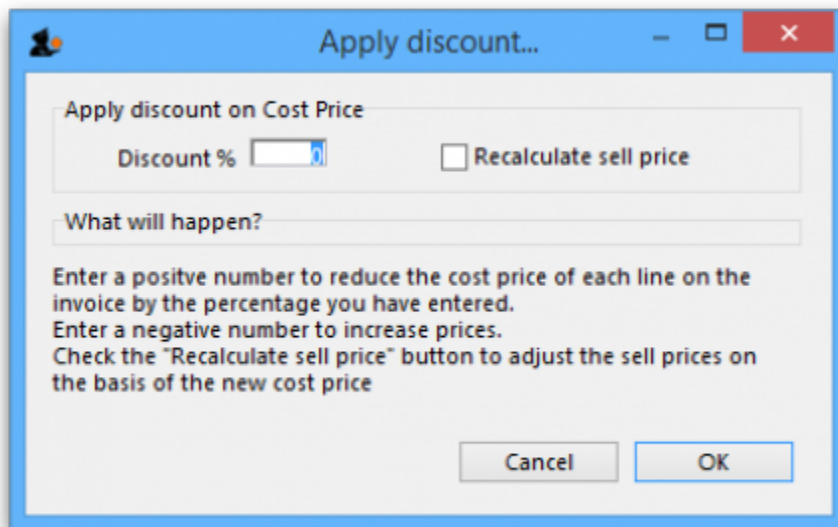 Apply discount...
Apply discount on Cost Price
Discount % 0 Recalculate sell price
What will happen?
Enter a positve number to reduce the cost price of each line on the
invoice by the percentage you have entered.
Enter a negative number to increase prices.
Check the "Recalculate sell price" button to adjust the sell prices on
the basis of the new cost price
Cancel OK